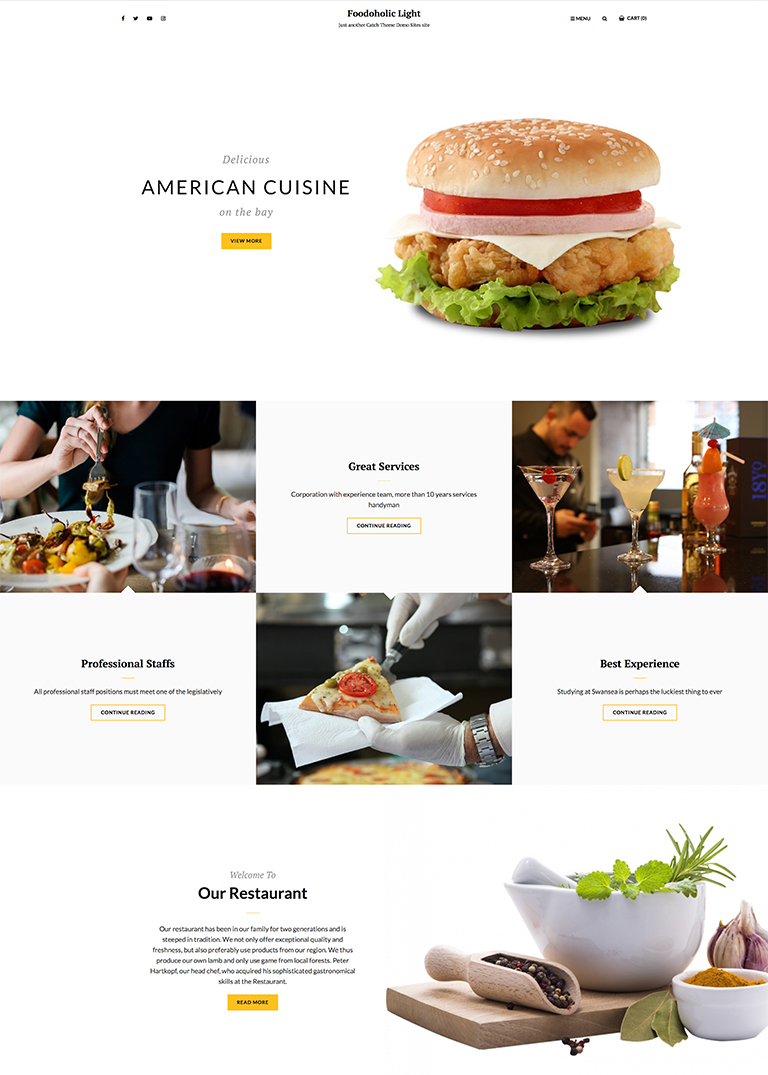 Foodoholic Light
Just another Catch Theme Demo Sites site
MENU
CART (0)
Delicious
AMERICAN CUISINE
on the bay
VIEW MORE
Great Services
Corporation with experience team, more than 10 years services
handyman
CONTINUE READING
18YO
Professional Staffs
All professional staff positions must meet one of the legislatively
CONTINUE READING
Best Experience
Studying at Swansea is perhaps the luckiest thing to ever
CONTINUE READING
Welcome To
Our Restaurant
Our restaurant has been in our family for two generations and is
steeped in tradition. We not only offer exceptional quality and
freshness, but also preferably use products from our region. We thus
produce our own lamb and only use game from local forests. Peter
Hartkopf, our head chef, who acquired his sophisticated gastronomical
skills at the Restaurant.
READ MORE